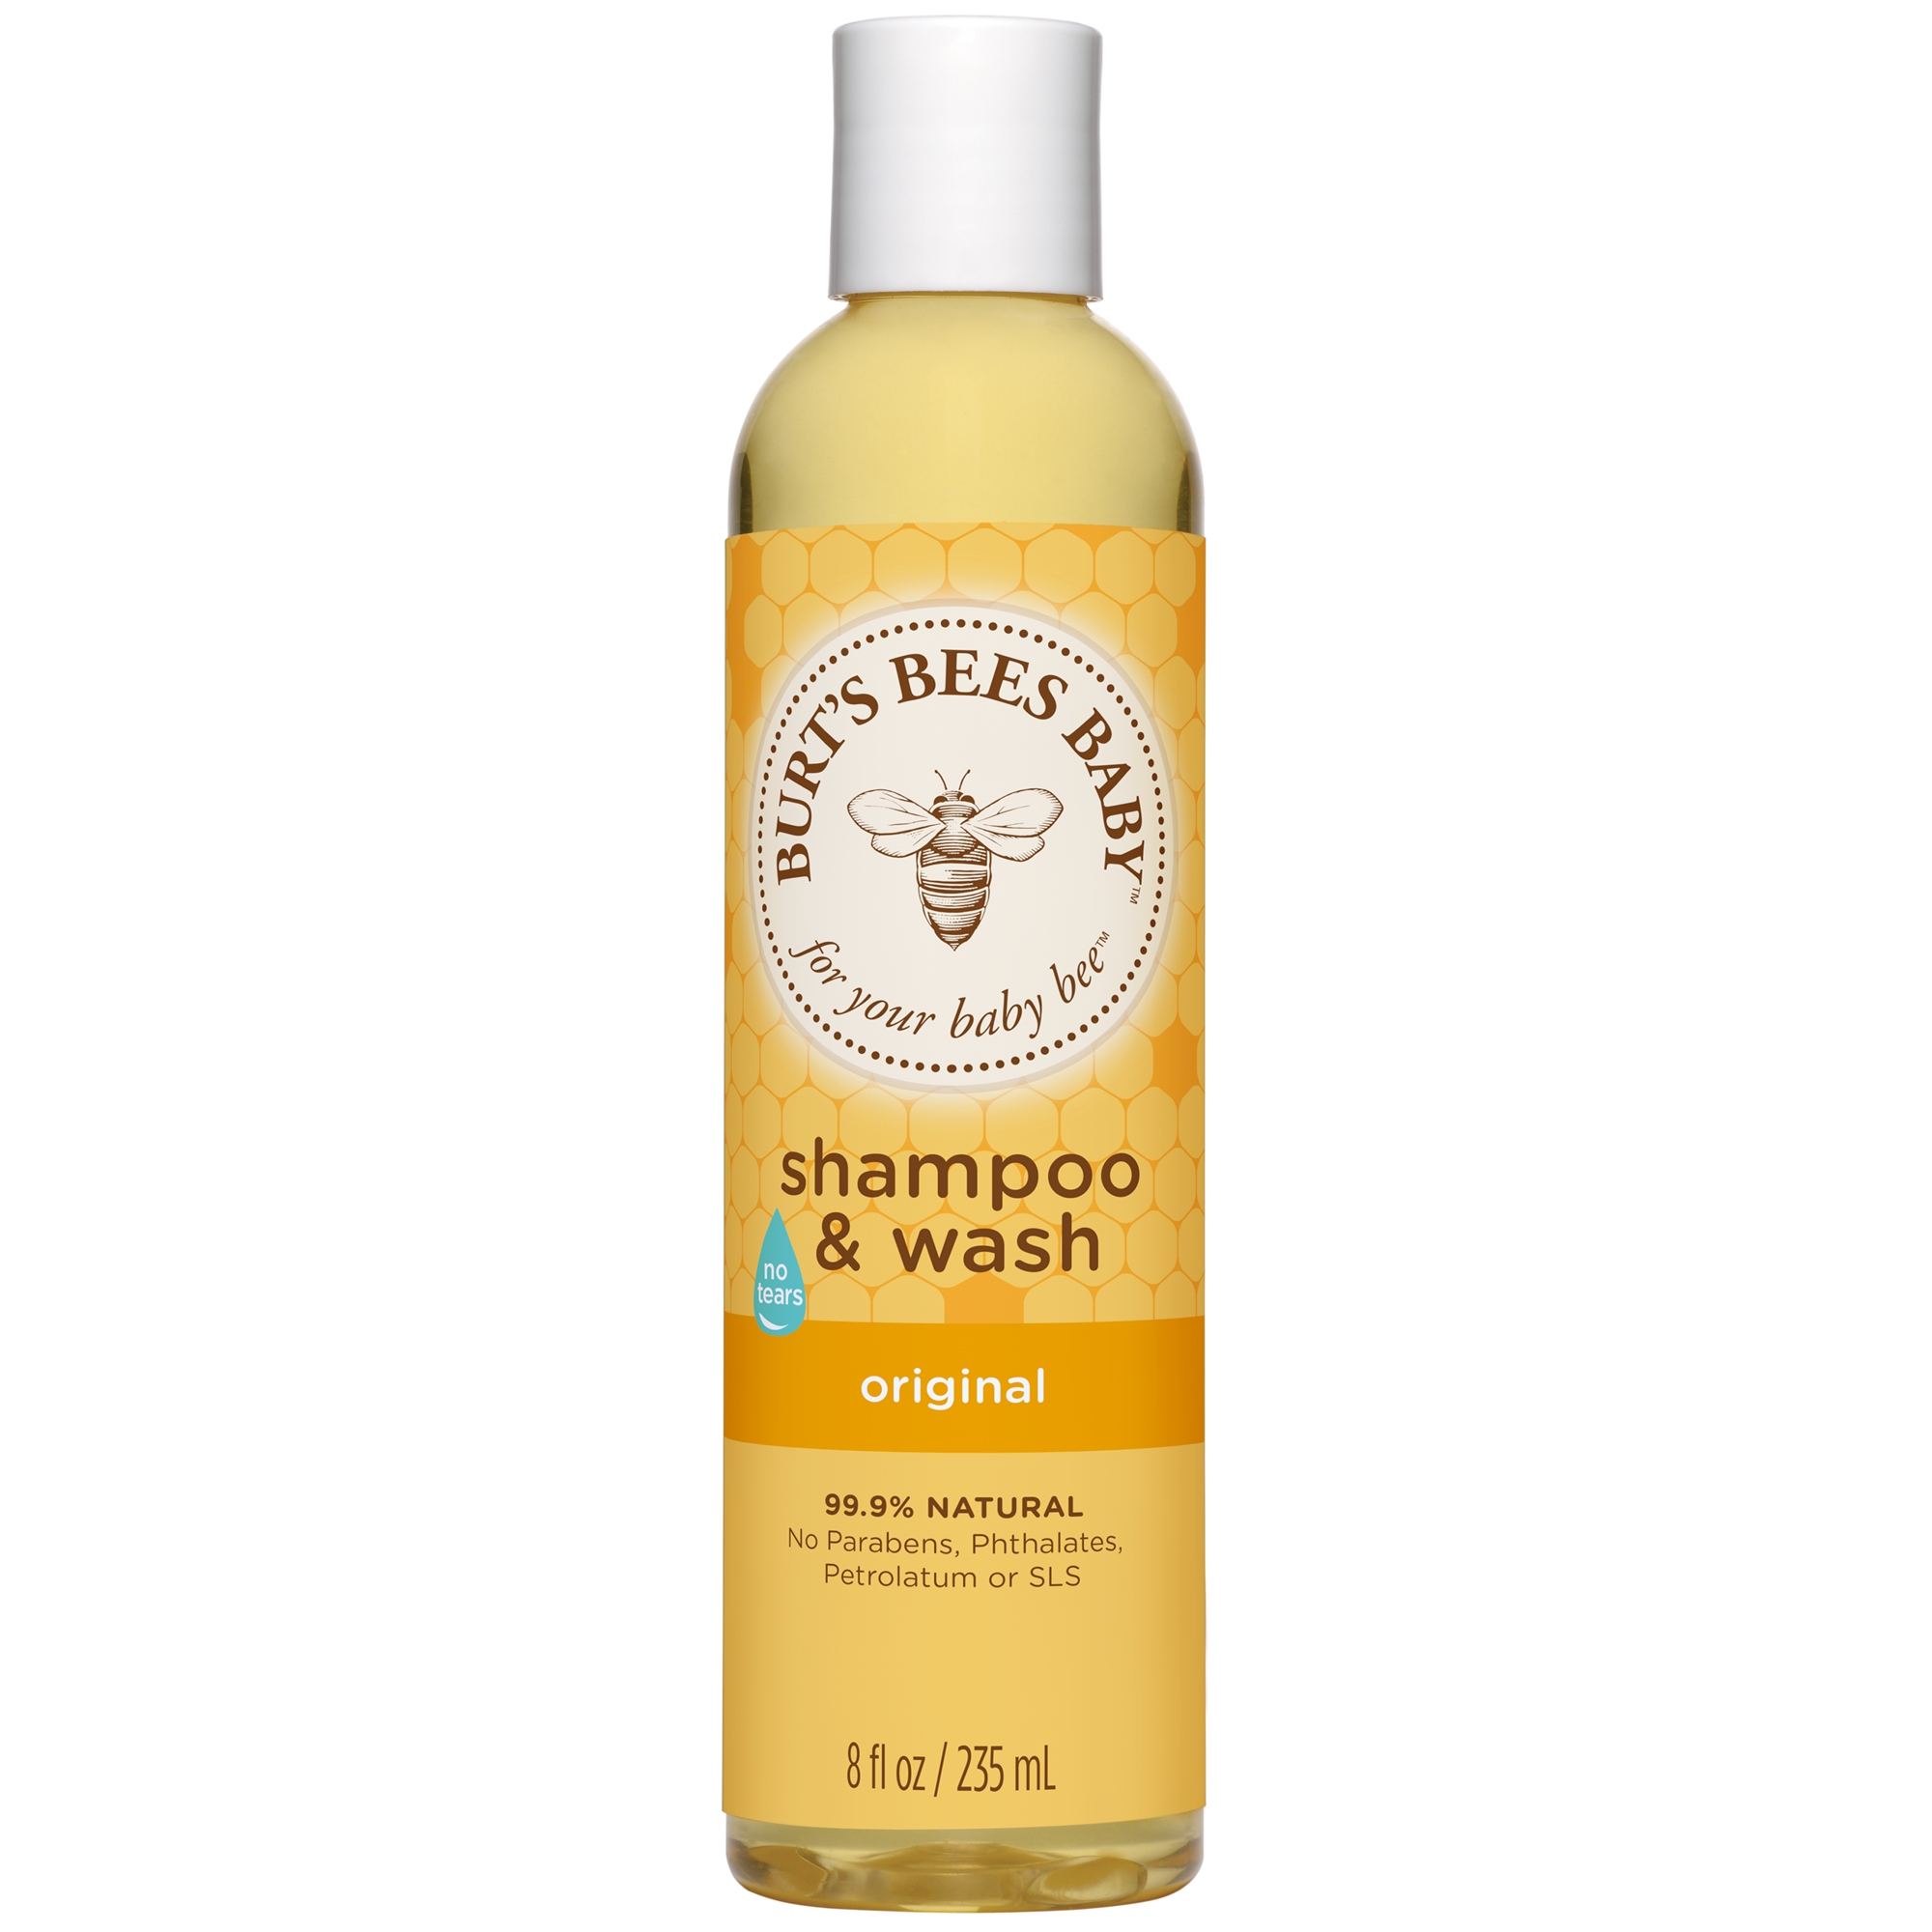 BURT'S BEES BABY™
for your baby bee™
shampoo
& wash
no
tears
original
99.9% NATURAL
No Parabens, Phthalates,
Petrolatum or SLS
8 fl oz / 235 mL